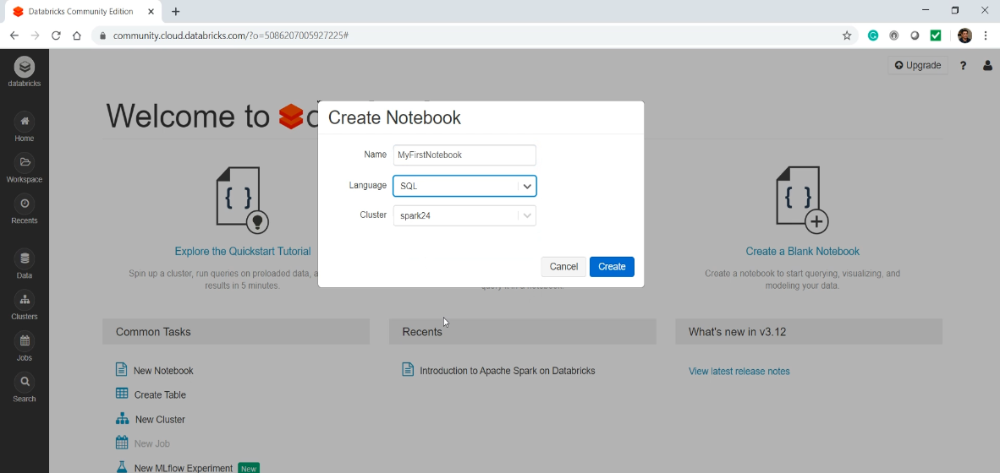 Databricks Community Edition
community.cloud.databricks.com/?o=5086207005927225#
databricks
Upgrade
?
Welcome to
Create Notebook
Name
MyFirstNotebook
Language
SQL
Cluster
spark24
Cancel
Create
Home
Workspace
Recents
Data
Clusters
Jobs
Search
Explore the Quickstart Tutorial
Spin up a cluster, run queries on preloaded data, a
results in 5 minutes.
Create a Blank Notebook
Create a notebook to start querying, visualizing, and
modeling your data.
Common Tasks
New Notebook
Create Table
New Cluster
New Job
New MLflow Experiment New
Recents
Introduction to Apache Spark on Databricks
What's new in v3.12
View latest release notes